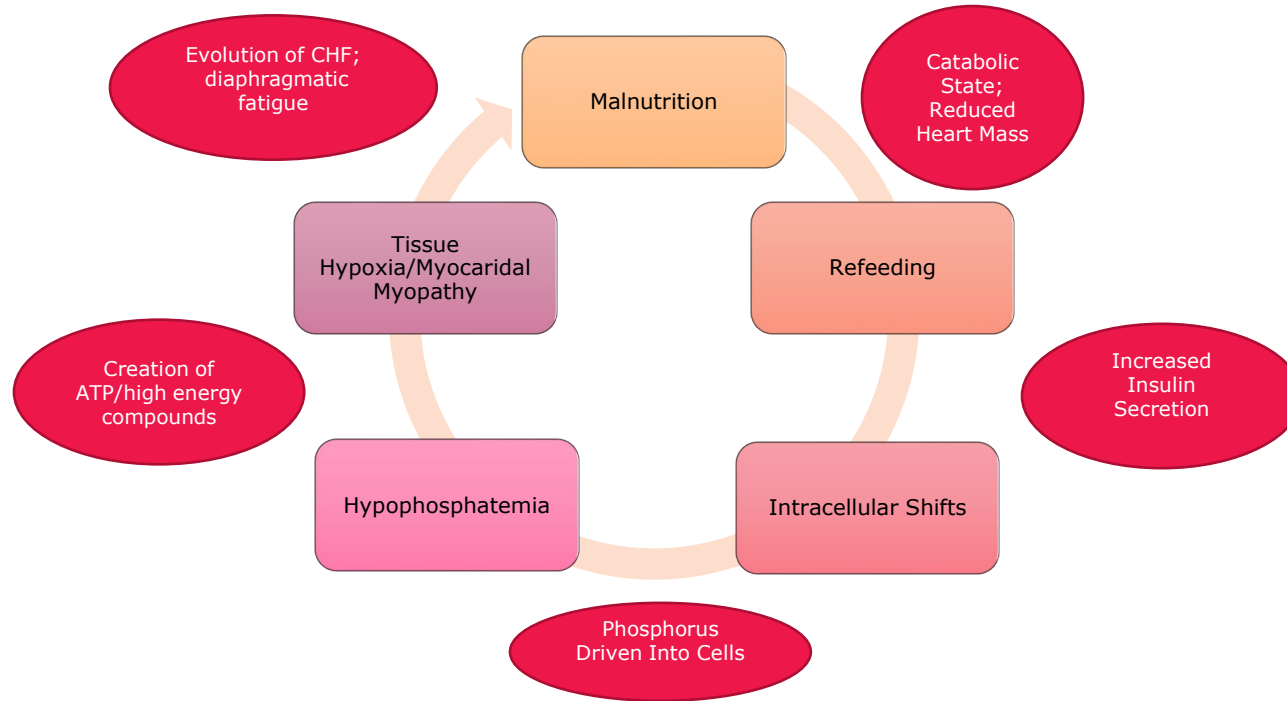 Malnutrition
Catabolic
State;
Reduced
Heart Mass
Refeeding
Increased
Insulin
Secretion
Intracellular Shifts
Phosphorus
Driven Into Cells
Hypophosphatemia
Creation of
ATP/high energy
compounds
Tissue
Hypoxia/Myocaridal
Myopathy
Evolution of CHF;
diaphragmatic
fatigue